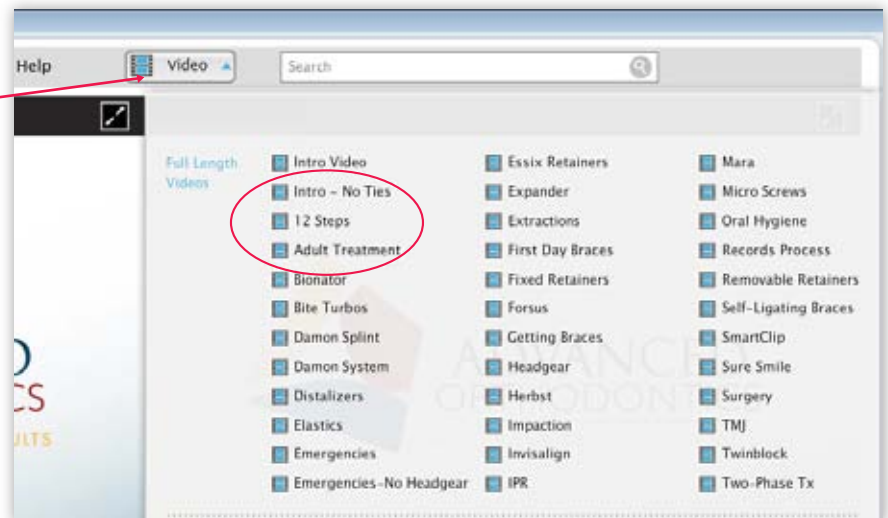 Help
Video
Search
Full Length
Videos
Intro Video
Intro – No Ties
12 Steps
Adult Treatment
Bionator
Bite Turbos
Damon Splint
Damon System
Distalizers
Elastics
Emergencies
Emergencies-No Headgear
Essix Retainers
Expander
Extractions
First Day Braces
Fixed Retainers
Forsus
Getting Braces
Headgear
Herbst
Impaction
Invisalign
IPR
Mara
Micro Screws
Oral Hygiene
Records Process
Removable Retainers
Self-Ligating Braces
SmartClip
Sure Smile
Surgery
TMJ
Twinblock
Two-Phase Tx
ADVANCED
ORTHODONTICS